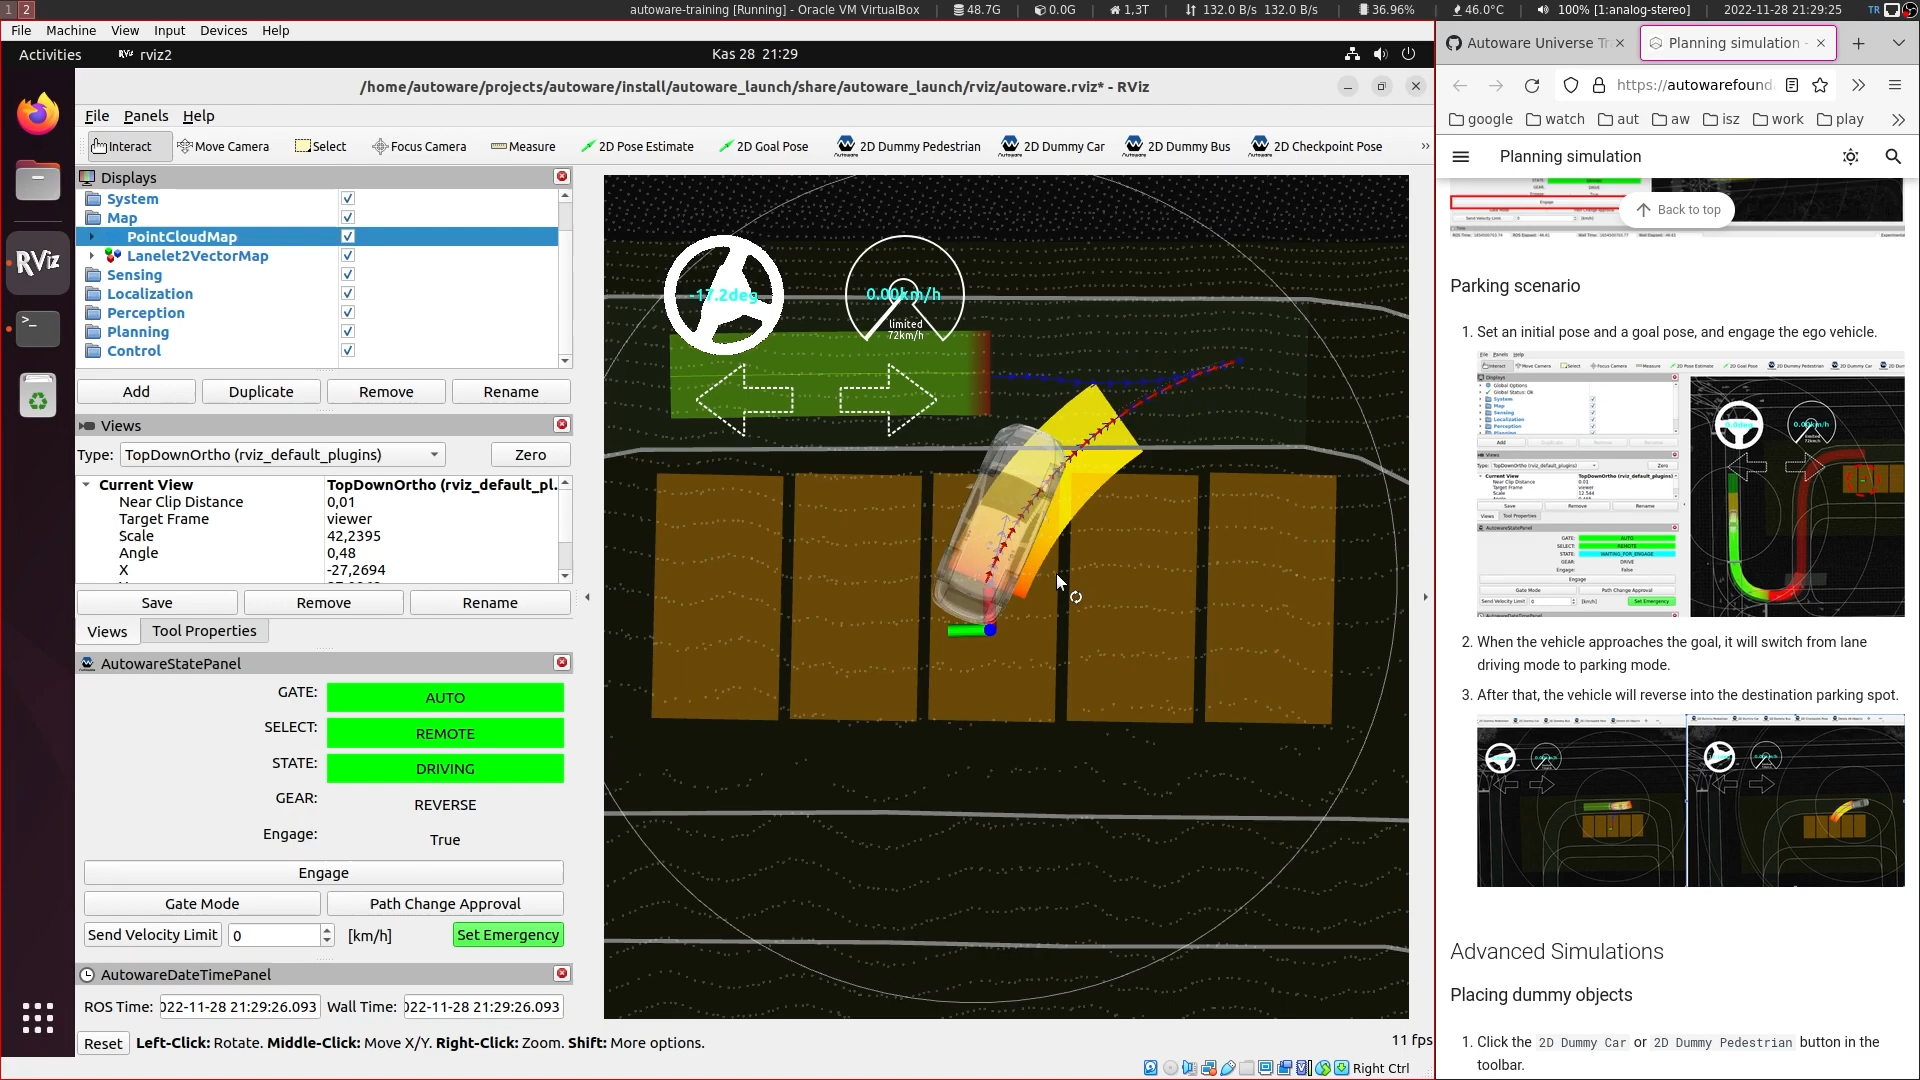 1 2 autoware-training [Running] - Oracle VM VirtualBox 48.7G 0.0G 1,3T 132.0 B/s 132.0 B/s 36.96% 46.0°C 100% [1:analog-stereo] 2022-11-28 21:29:25 TR
File Machine View Input Devices Help
Activities rviz2 Kas 28 21:29
/home/autoware/projects/autoware/install/autoware_launch/share/autoware_launch/rviz/autoware.rviz* - RViz
File Panels Help
Interact Move Camera Select Focus Camera Measure 2D Pose Estimate 2D Goal Pose 2D Dummy Pedestrian 2D Dummy Car 2D Dummy Bus 2D Checkpoint Pose »
Displays
System
Map
PointCloudMap
Lanelet2VectorMap
Sensing
Localization
Perception
Planning
Control
Add Duplicate Remove Rename
Views
Type: TopDownOrtho (rviz_default_plugins) Zero
Current View TopDownOrtho (rviz_default_pl...
Near Clip Distance 0,01
Target Frame viewer
Scale 42,2395
Angle 0,48
X -27,2694
Save Remove Rename
Views Tool Properties
AutowareStatePanel
GATE: AUTO
SELECT: REMOTE
STATE: DRIVING
GEAR: REVERSE
Engage: True
Engage
Gate Mode Path Change Approval
Send Velocity Limit 0 [km/h] Set Emergency
AutowareDateTimePanel
ROS Time: 022-11-28 21:29:26.093 Wall Time: 022-11-28 21:29:26.093
Reset Left-Click: Rotate. Middle-Click: Move X/Y. Right-Click: Zoom. Shift: More options. 11 fps
Right Ctrl
RViz
-17.2deg
0.00km/h
limited
72km/h
Autoware Universe Tr Planning simulation -
https://autowarefound
google watch aut aw isz work play »
Planning simulation
Back to top
Parking scenario
1. Set an initial pose and a goal pose, and engage the ego vehicle.
2. When the vehicle approaches the goal, it will switch from lane
driving mode to parking mode.
3. After that, the vehicle will reverse into the destination parking spot.
Advanced Simulations
Placing dummy objects
1. Click the 2D Dummy Car or 2D Dummy Pedestrian button in the
toolbar.